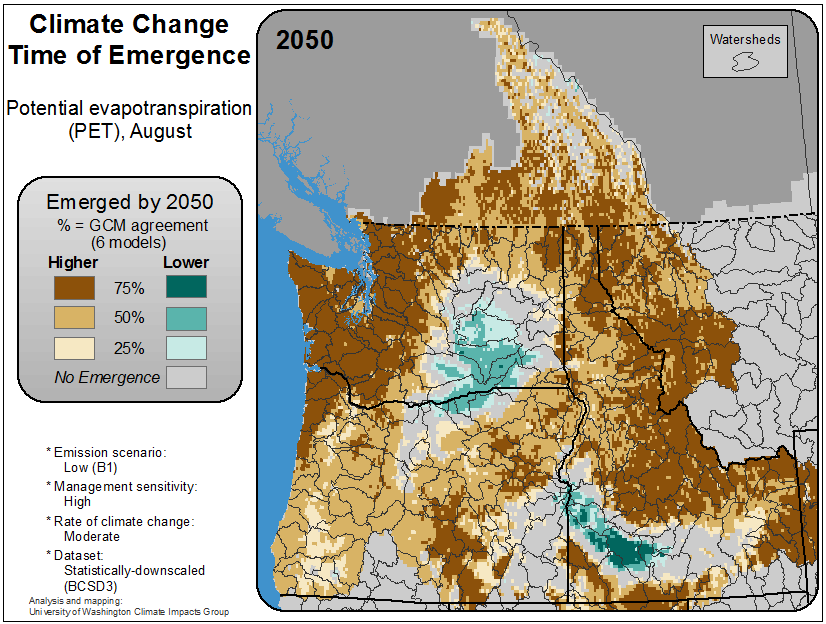 Climate Change
Time of Emergence
Potential evapotranspiration
(PET), August
Emerged by 2050
% = GCM agreement
(6 models)
Higher Lower
75%
50%
25%
No Emergence
* Emission scenario:
Low (B1)
* Management sensitivity:
High
* Rate of climate change:
Moderate
* Dataset:
Statistically-downscaled
(BCSD3)
Analysis and mapping:
University of Washington Climate Impacts Group
2050
Watersheds